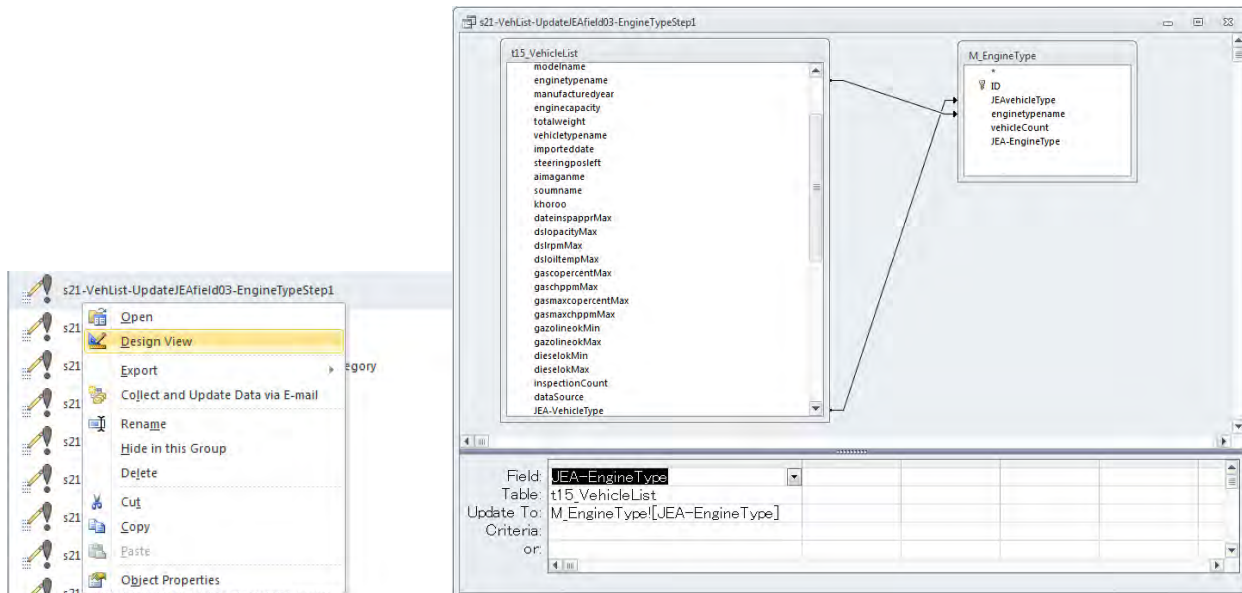 s21-VehList-UpdateJEAfield03-EngineTypeStep1
Open
s21
Design View
s21
egory
Export
s21
Collect and Update Data via E-mail
s21
Rename
Hide in this Group
s21
Delete
s21
Cut
Copy
s21
Paste
Object Properties
s21
s21-VehList-UpdateJEAfield03-EngineTypeStep1
t15_VehicleList
modelname
enginetypename
manufacturedyear
enginecapacity
totalweight
vehicletypename
importeddate
steeringposleft
aimaganme
soumname
khoroo
dateinspapprMax
dslopacityMax
dslrpmMax
dsloiltempMax
gascopercentMax
gaschppmMax
gasmaxcopercentMax
gasmaxchppmMax
gazolineokMin
gazolineokMax
dieselokMin
dieselokMax
inspectionCount
dataSource
JEA-VehicleType
M_EngineType
*
ID
JEAvehicleType
enginetypename
vehicleCount
JEA-EngineType
Field: JEA-EngineType
Table: t15_VehicleList
Update To: M_EngineType![JEA-EngineType]
Criteria:
or: